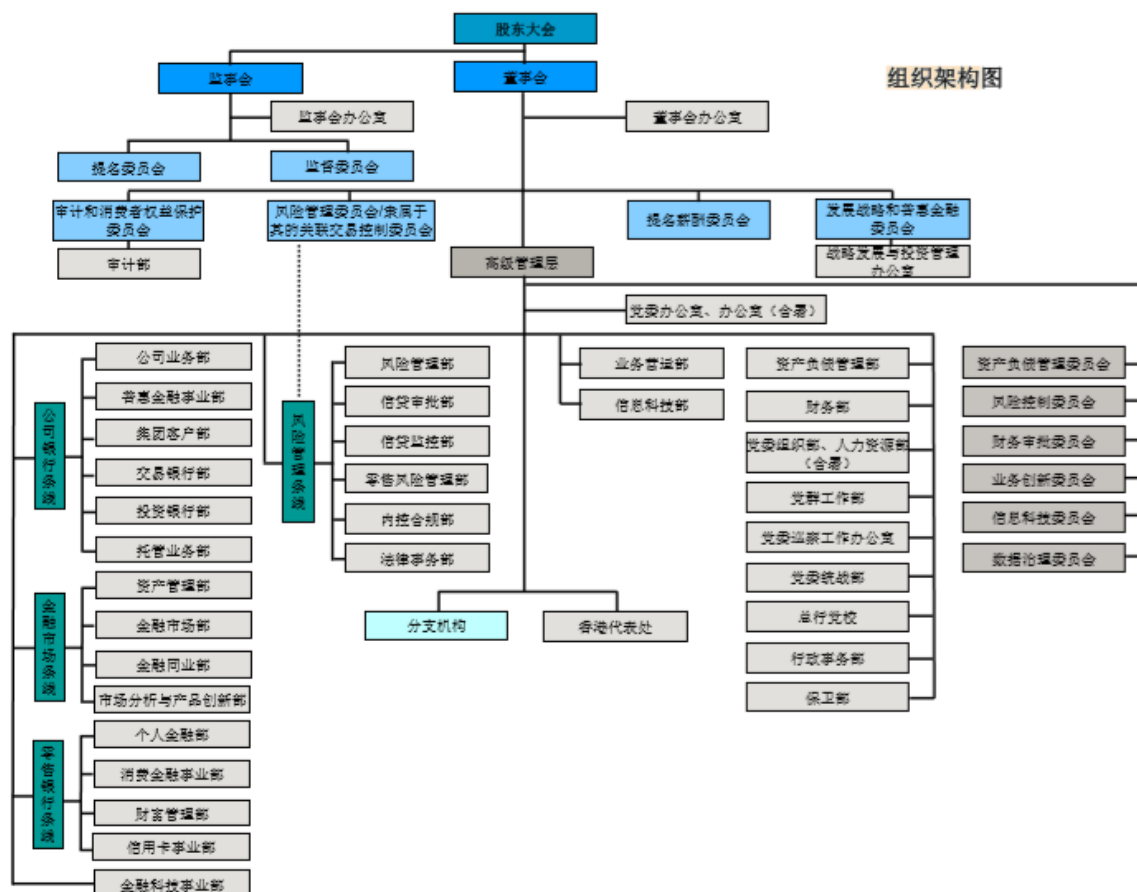 股东大会
组织架构图
监事会
董事会
监事会办公室
董事会办公室
提名委员会
监督委员会
审计和消费者权益保护
委员会
风险管理委员会/隶属于
其的关联交易控制委员会
提名薪酬委员会
发展战略和普惠金融
委员会
审计部
高级管理层
战略发展与投资管理
办公室
党委办公室、办公室（合署）
公司银行条线
公司业务部
普惠金融事业部
集团客户部
交易银行部
投资银行部
托管业务部
金融市场条线
资产管理部
金融市场部
金融同业部
市场分析与产品创新部
零售银行条线
个人金融部
消费金融事业部
财富管理部
信用卡事业部
金融科技事业部
风险管理条线
风险管理部
信贷审批部
信贷监控部
零售风险管理部
内控合规部
法律事务部
业务营运部
信息科技部
分支机构
香港代表处
资产负债管理部
财务部
党委组织部、人力资源部
（合署）
党群工作部
党委巡察工作办公室
党委统战部
总行党校
行政事务部
保卫部
资产负债管理委员会
风险控制委员会
财务审批委员会
业务创新委员会
信息科技委员会
数据治理委员会